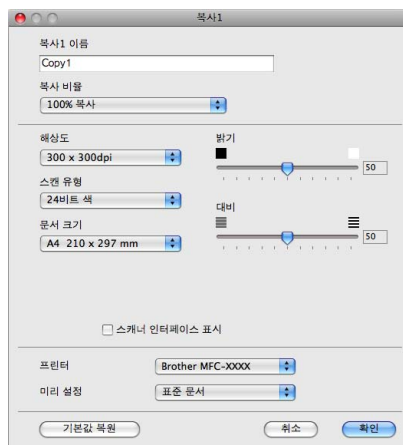 복사1
복사1 이름
Copy1
복사 비율
100% 복사
해상도
300 x 300dpi
스캔 유형
24비트 색
문서 크기
A4 210 x 297 mm
밝기
50
대비
50
스캐너 인터페이스 표시
프린터
Brother MFC-XXXX
미리 설정
표준 문서
기본값 복원
취소
확인